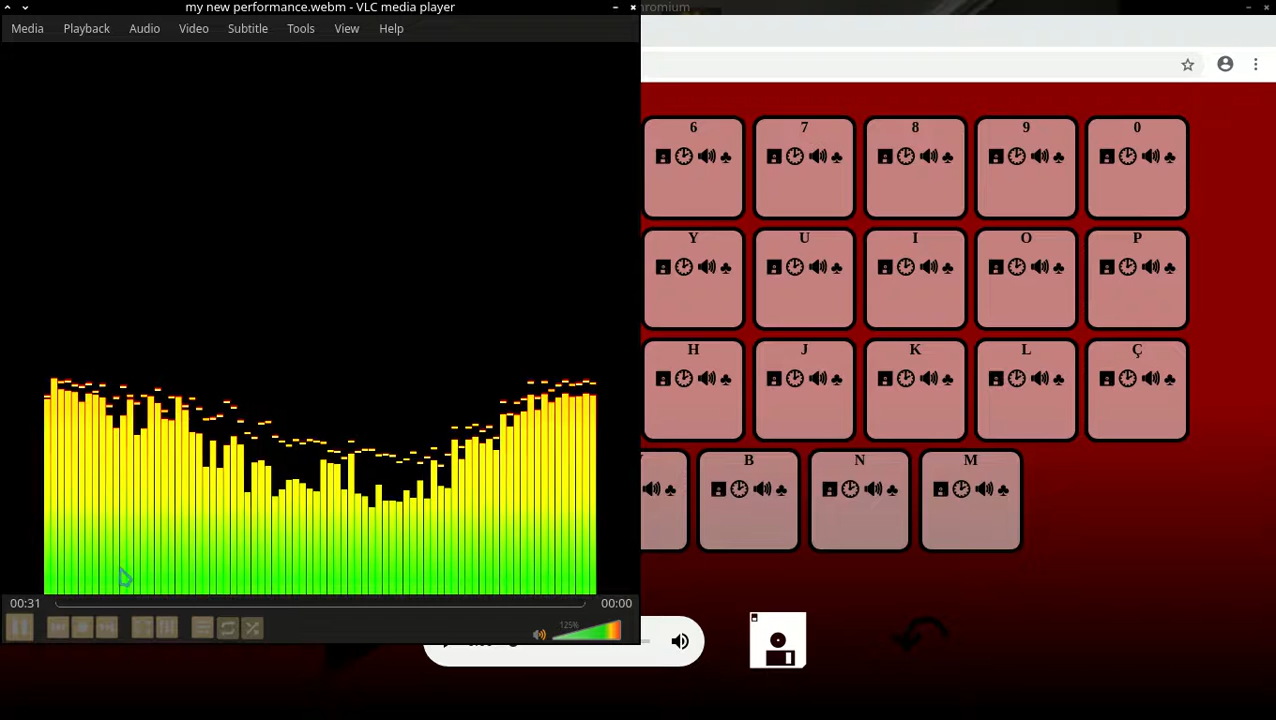 my new performance.webm - VLC media player
hromium
Media Playback Audio Video Subtitle Tools View Help
6 7 8 9 0
Y U I O P
H J K L Ç
B N M
00:31 00:00
125%